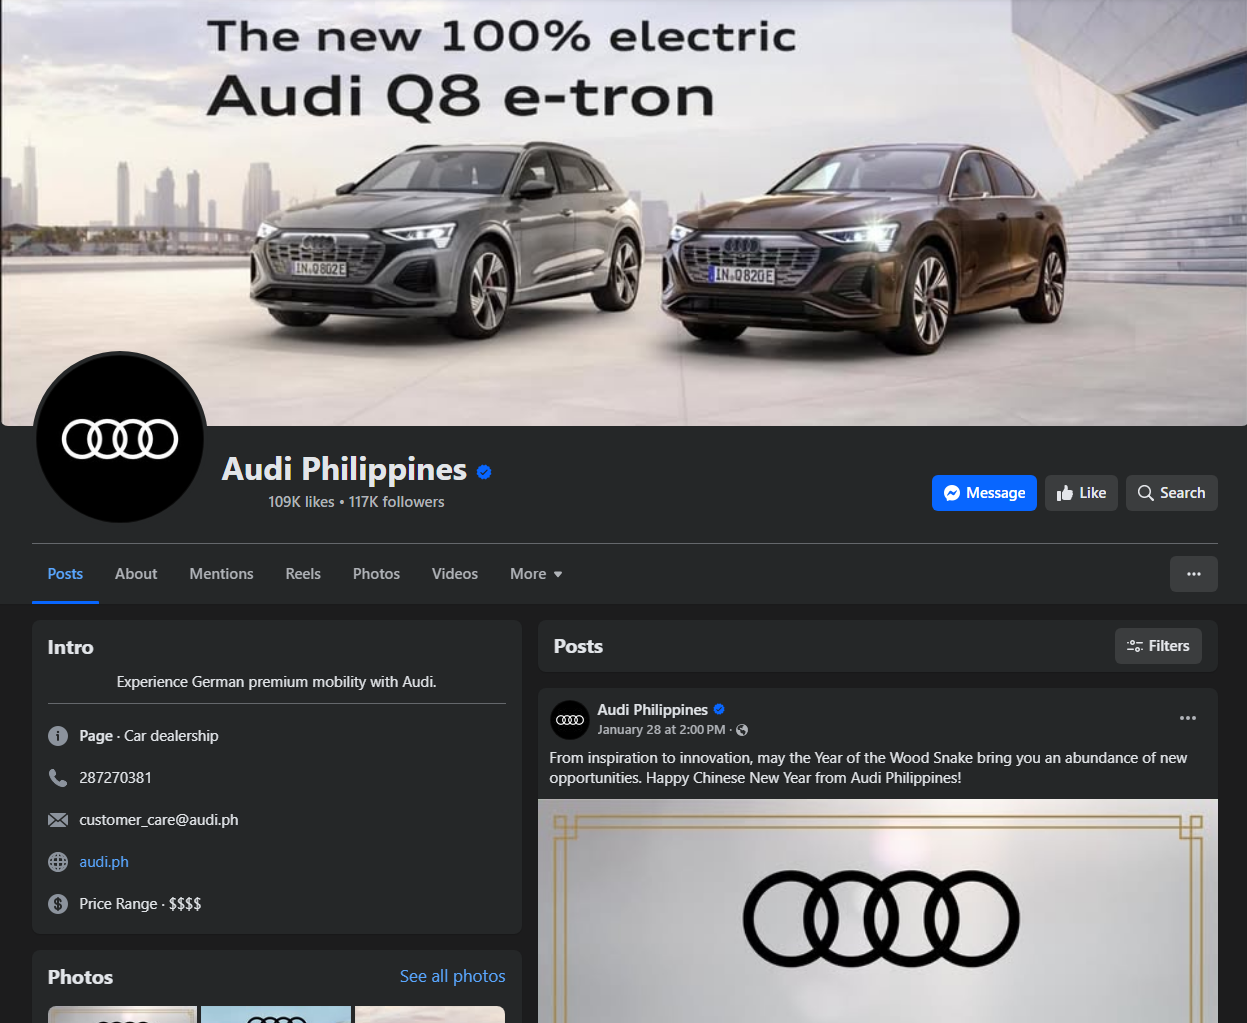 The new 100% electric
Audi Q8 e-tron
IN Q802E
IN Q820E
Audi Philippines
109K likes • 117K followers
Message
Like
Search
Posts
About
Mentions
Reels
Photos
Videos
More
Intro
Experience German premium mobility with Audi.
Page · Car dealership
287270381
customer_care@audi.ph
audi.ph
Price Range · $$$$
Photos
See all photos
Posts
Filters
Audi Philippines
January 28 at 2:00 PM ·
From inspiration to innovation, may the Year of the Wood Snake bring you an abundance of new
opportunities. Happy Chinese New Year from Audi Philippines!